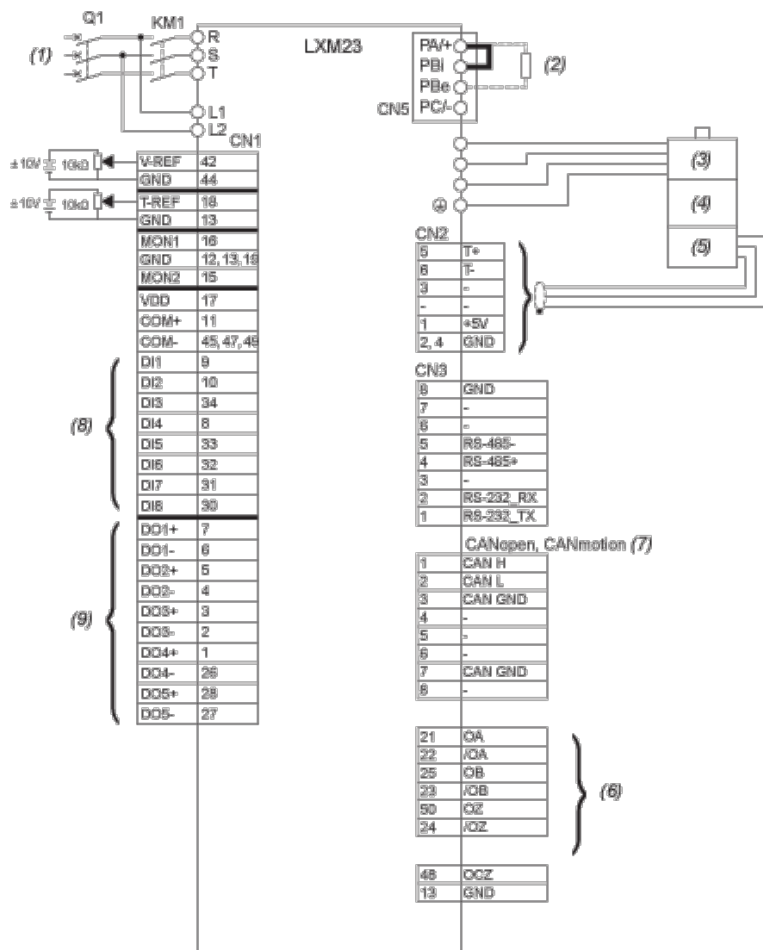 Q1
KM1
(1)
R
S
T
L1
L2
LXM23
PA/+
PBi
PBe
CN5 PC/-
(2)
CN1
±10V 10kΩ
V-REF 42
GND 44
±10V 10kΩ
T-REF 18
GND 13
MON1 16
GND 12, 13, 19
MON2 15
VDD 17
COM+ 11
COM- 45, 47, 49
(8)
DI1 9
DI2 10
DI3 34
DI4 8
DI5 33
DI6 32
DI7 31
DI8 30
(9)
DO1+ 7
DO1- 6
DO2+ 5
DO2- 4
DO3+ 3
DO3- 2
DO4+ 1
DO4- 26
DO5+ 28
DO5- 27
(3)
(4)
(5)
CN2
5 T+
6 T-
3 -
- -
1 +5V
2, 4 GND
CN3
8 GND
7 -
6 -
5 RS-485-
4 RS-485+
3 -
2 RS-232_RX
1 RS-232_TX
CANopen, CANmotion (7)
1 CAN H
2 CAN L
3 CAN GND
4 -
5 -
6 -
7 CAN GND
8 -
21 OA
22 /OA
25 OB
23 /OB
50 OZ
24 /OZ
(6)
48 OCZ
13 GND